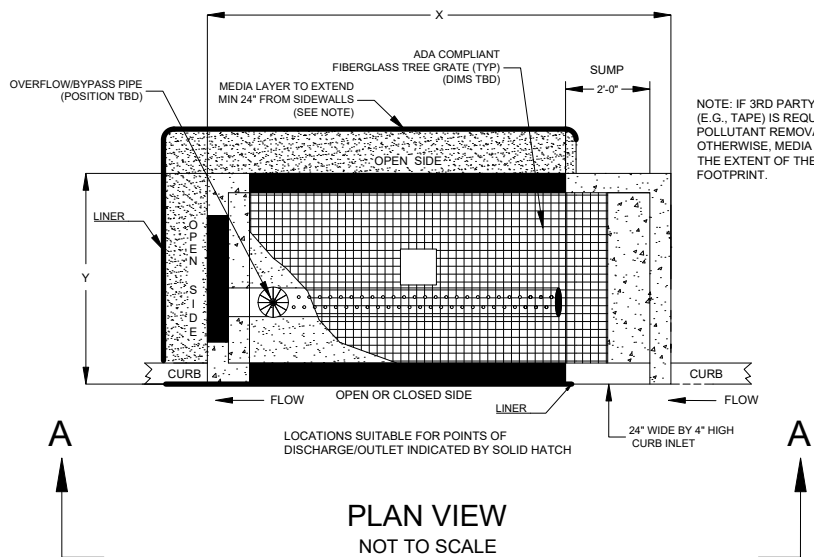 X
ADA COMPLIANT
FIBERGLASS TREE GRATE (TYP)
(DIMS TBD)
SUMP
2'-0"
OVERFLOW/BYPASS PIPE
(POSITION TBD)
MEDIA LAYER TO EXTEND
MIN 24" FROM SIDEWALLS
(SEE NOTE)
NOTE: IF 3RD PARTY
(E.G., TAPE) IS REQU
POLLUTANT REMOVA
OTHERWISE, MEDIA
THE EXTENT OF THE
FOOTPRINT.
OPEN SIDE
LINER
OPEN SIDE
Y
CURB
CURB
FLOW
OPEN OR CLOSED SIDE
LINER
FLOW
LOCATIONS SUITABLE FOR POINTS OF
DISCHARGE/OUTLET INDICATED BY SOLID HATCH
24" WIDE BY 4" HIGH
CURB INLET
A
A
PLAN VIEW
NOT TO SCALE